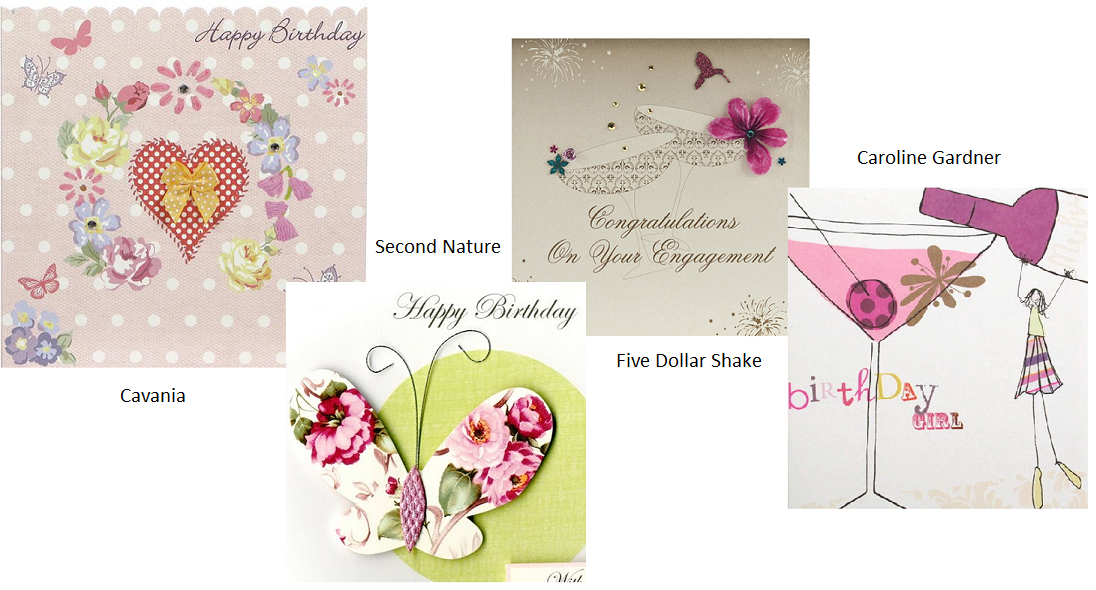 Happy Birthday
Cavania
Second Nature
Happy Birthday
Congratulations
On Your Engagement
Five Dollar Shake
Caroline Gardner
biRthDAy
GIRL